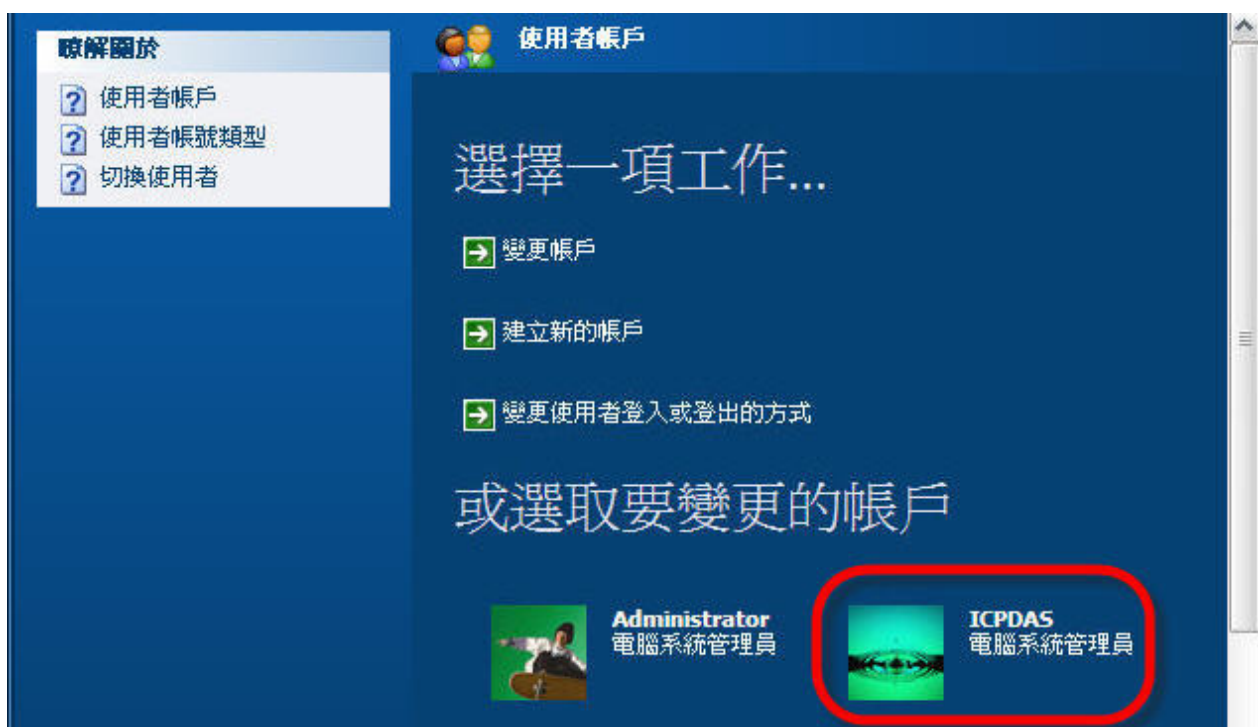 瞭解關於
使用者帳戶
使用者帳號類型
切換使用者
使用者帳戶
選擇一項工作...
變更帳戶
建立新的帳戶
變更使用者登入或登出的方式
或選取要變更的帳戶
Administrator
電腦系統管理員
ICPDAS
電腦系統管理員